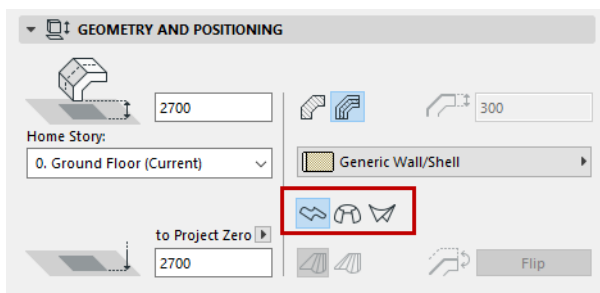 GEOMETRY AND POSITIONING
2700
300
Home Story:
0. Ground Floor (Current)
Generic Wall/Shell
to Project Zero
2700
Flip